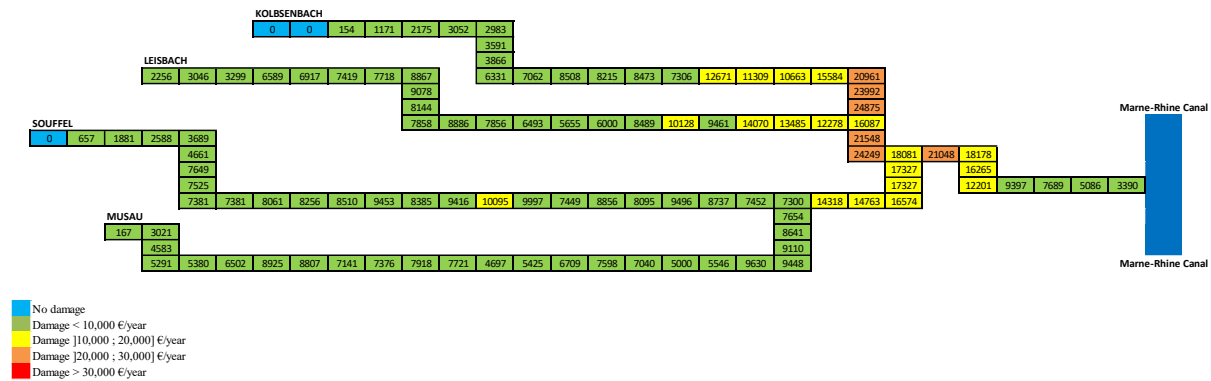 KOLBSENBACH
0 0 154 1171 2175 3052 2983
3591
3866
LEISBACH
2256 3046 3299 6589 6917 7419 7718 8867 6331 7062 8508 8215 8473 7306 12671 11309 10663 15584 20961
9078 23992
8144 24875
Marne-Rhine Canal
SOUFFEL
7858 8886 7856 6493 5655 6000 8489 10128 9461 14070 13485 12278 16087
0 657 1881 2588 3689 21548
4661 24249 18081 21048 18178
7649 17327 16265
7525 17327 12201 9397 7689 5086 3390
7381 7381 8061 8256 8510 9453 8385 9416 10095 9997 7449 8856 8095 9496 8737 7452 7300 14318 14763 16574
MUSAU
7654
167 3021 8641
4583 9110
5291 5380 6502 8925 8807 7141 7376 7918 7721 4697 5425 6709 7598 7040 5000 5546 9630 9448
Marne-Rhine Canal
No damage
Damage < 10,000 €/year
Damage ]10,000 ; 20,000] €/year
Damage ]20,000 ; 30,000] €/year
Damage > 30,000 €/year